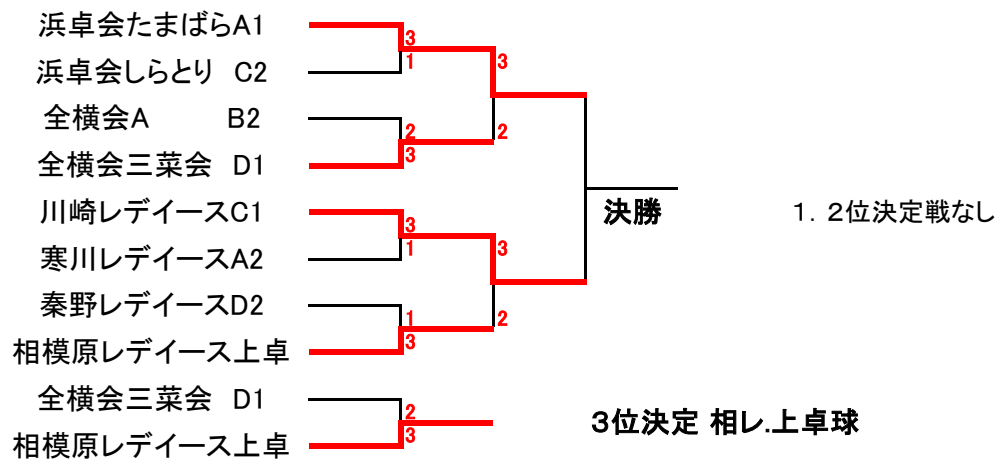 浜卓会たまばらA1
3
1
3
浜卓会しらとり C2
全横会A B2
2
3
2
全横会三菜会 D1
川崎レデイースC1
3
1
3
決勝
1．2位決定戦なし
寒川レデイースA2
秦野レデイースD2
1
3
2
相模原レデイース上卓
全横会三菜会 D1
2
3
3位決定 相レ.上卓球
相模原レデイース上卓